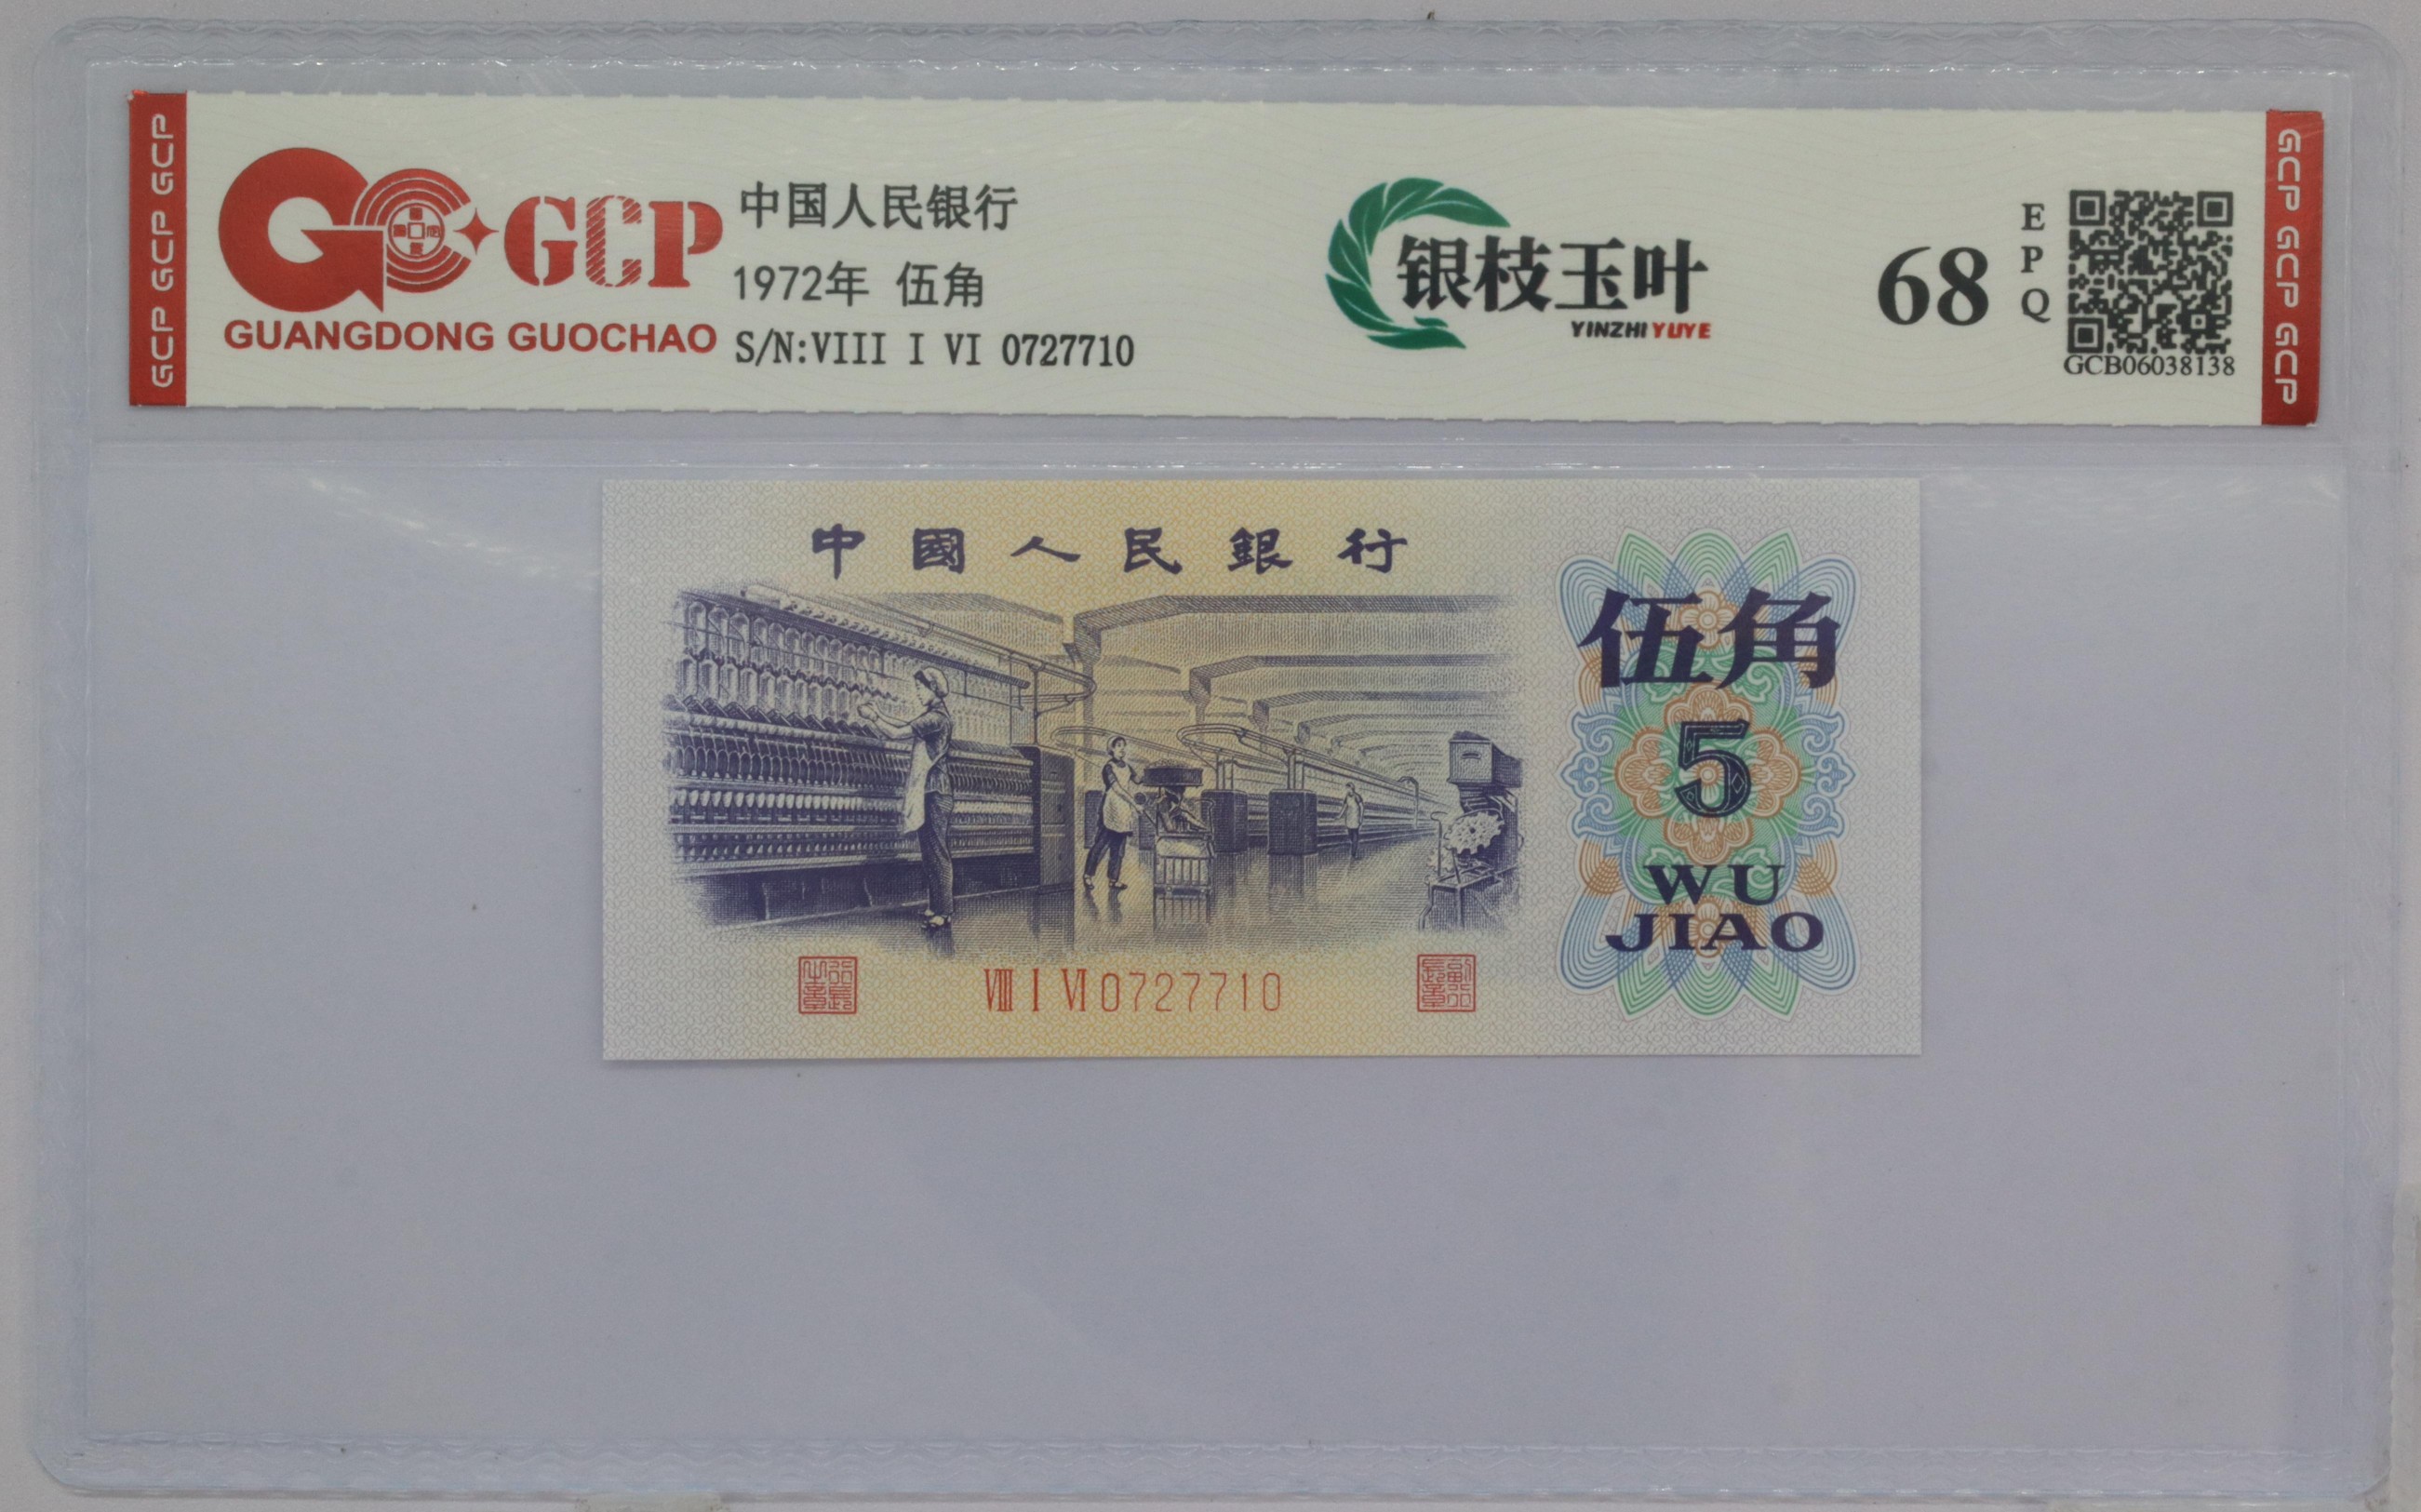 GCP GCP GCP
GCP
GUANGDONG GUOCHAO
中国人民银行
1972年 伍角
S/N:VIII I VI 0727710
银枝玉叶
YINZHI YUYE
68
EPQ
GCB06038138
GCP GCP GCP
中國人民銀行
伍角
5
WU
JIAO
VIII I VI 0727710